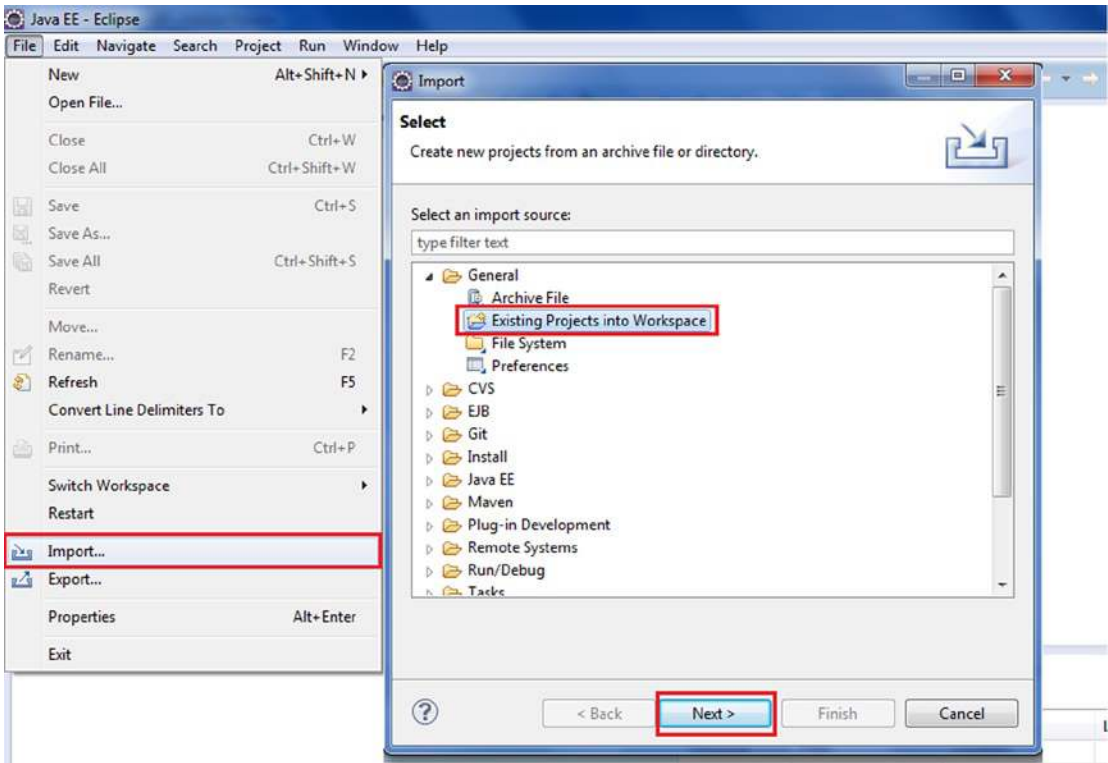 Java EE - Eclipse
File Edit Navigate Search Project Run Window Help
New Alt+Shift+N
Open File...
Close Ctrl+W
Close All Ctrl+Shift+W
Save Ctrl+S
Save As...
Save All Ctrl+Shift+S
Revert
Move...
Rename... F2
Refresh F5
Convert Line Delimiters To
Print... Ctrl+P
Switch Workspace
Restart
Import...
Export...
Properties Alt+Enter
Exit
Import
Select
Create new projects from an archive file or directory.
Select an import source:
type filter text
General
Archive File
Existing Projects into Workspace
File System
Preferences
CVS
EJB
Git
Install
Java EE
Maven
Plug-in Development
Remote Systems
Run/Debug
Tasks
< Back Next > Finish Cancel